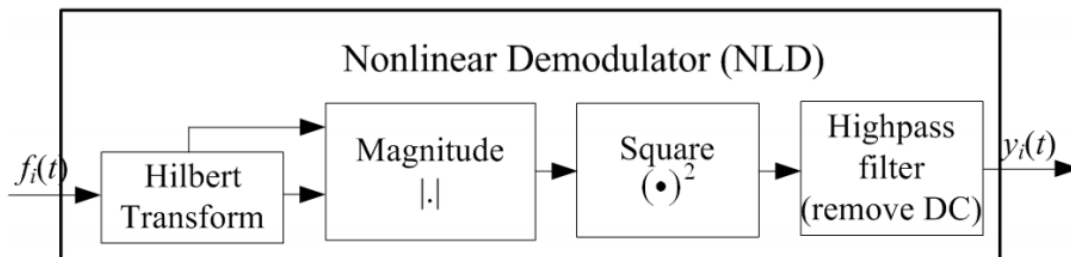 Nonlinear Demodulator (NLD)
fᵢ(t)
Hilbert
Transform
Magnitude
|.|
Square
(•)²
Highpass
filter
(remove DC)
yᵢ(t)